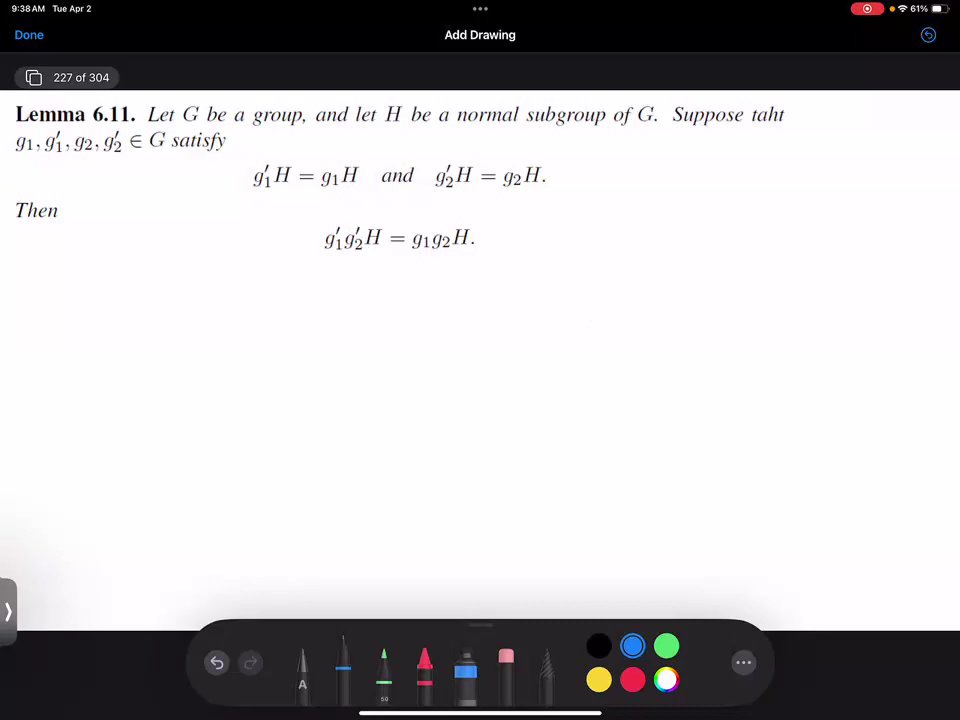 9:38 AM Tue Apr 2
61%
Done
Add Drawing
227 of 304
Lemma 6.11. Let G be a group, and let H be a normal subgroup of G. Suppose taht
g₁, g₁′, g₂, g₂′ ∈ G satisfy
g₁′H = g₁H and g₂′H = g₂H.
Then
g₁′g₂′H = g₁g₂H.
A
50